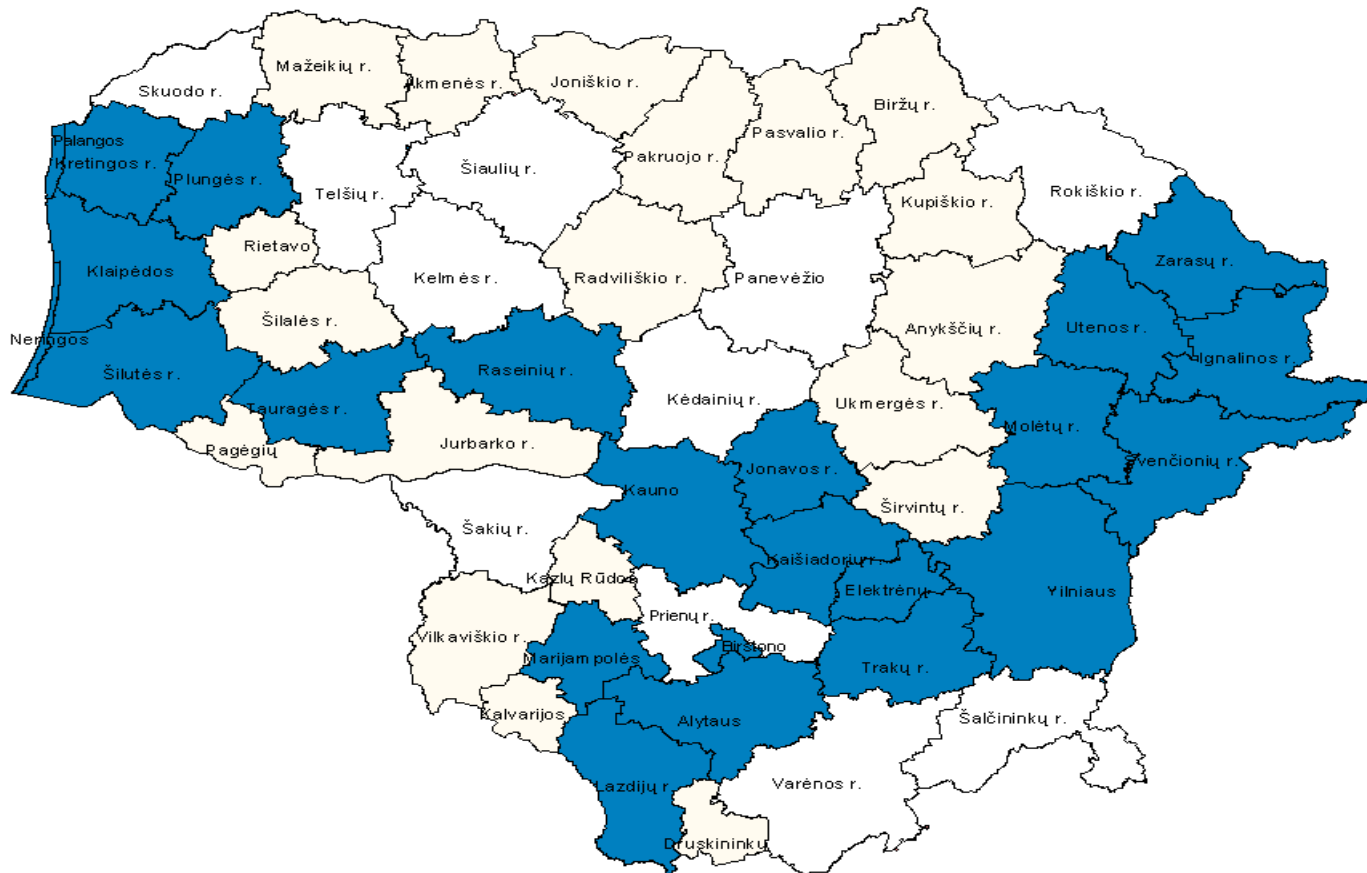 Mažeikių r.
Akmenės r.
Joniškio r.
Skuodo r.
Biržų r.
Pasvalio r.
Palangos
Kretingos r.
Plungės r.
Telšių r.
Šiaulių r.
Pakruojo r.
Rokiškio r.
Kupiškio r.
Rietavo
Klaipėdos
Kelmės r.
Radviliškio r.
Panevėžio
Zarasų r.
Šilalės r.
Anykščių r.
Utenos r.
Neringos
Šilutės r.
Raseinių r.
Ignalinos r.
Tauragės r.
Kėdainių r.
Ukmergės r.
Molėtų r.
Pagėgių
Jurbarko r.
Jonavos r.
venčionių r.
Kauno
Širvintų r.
Šakių r.
Kaišiadorių r.
Kazlų Rūdos
Elektrėnų
Vilniaus
Prienų r.
Vilkaviškio r.
Birštono
Marijampolės
Trakų r.
Kalvarijos
Alytaus
Šalčininkų r.
Lazdijų r.
Varėnos r.
Druskininkų